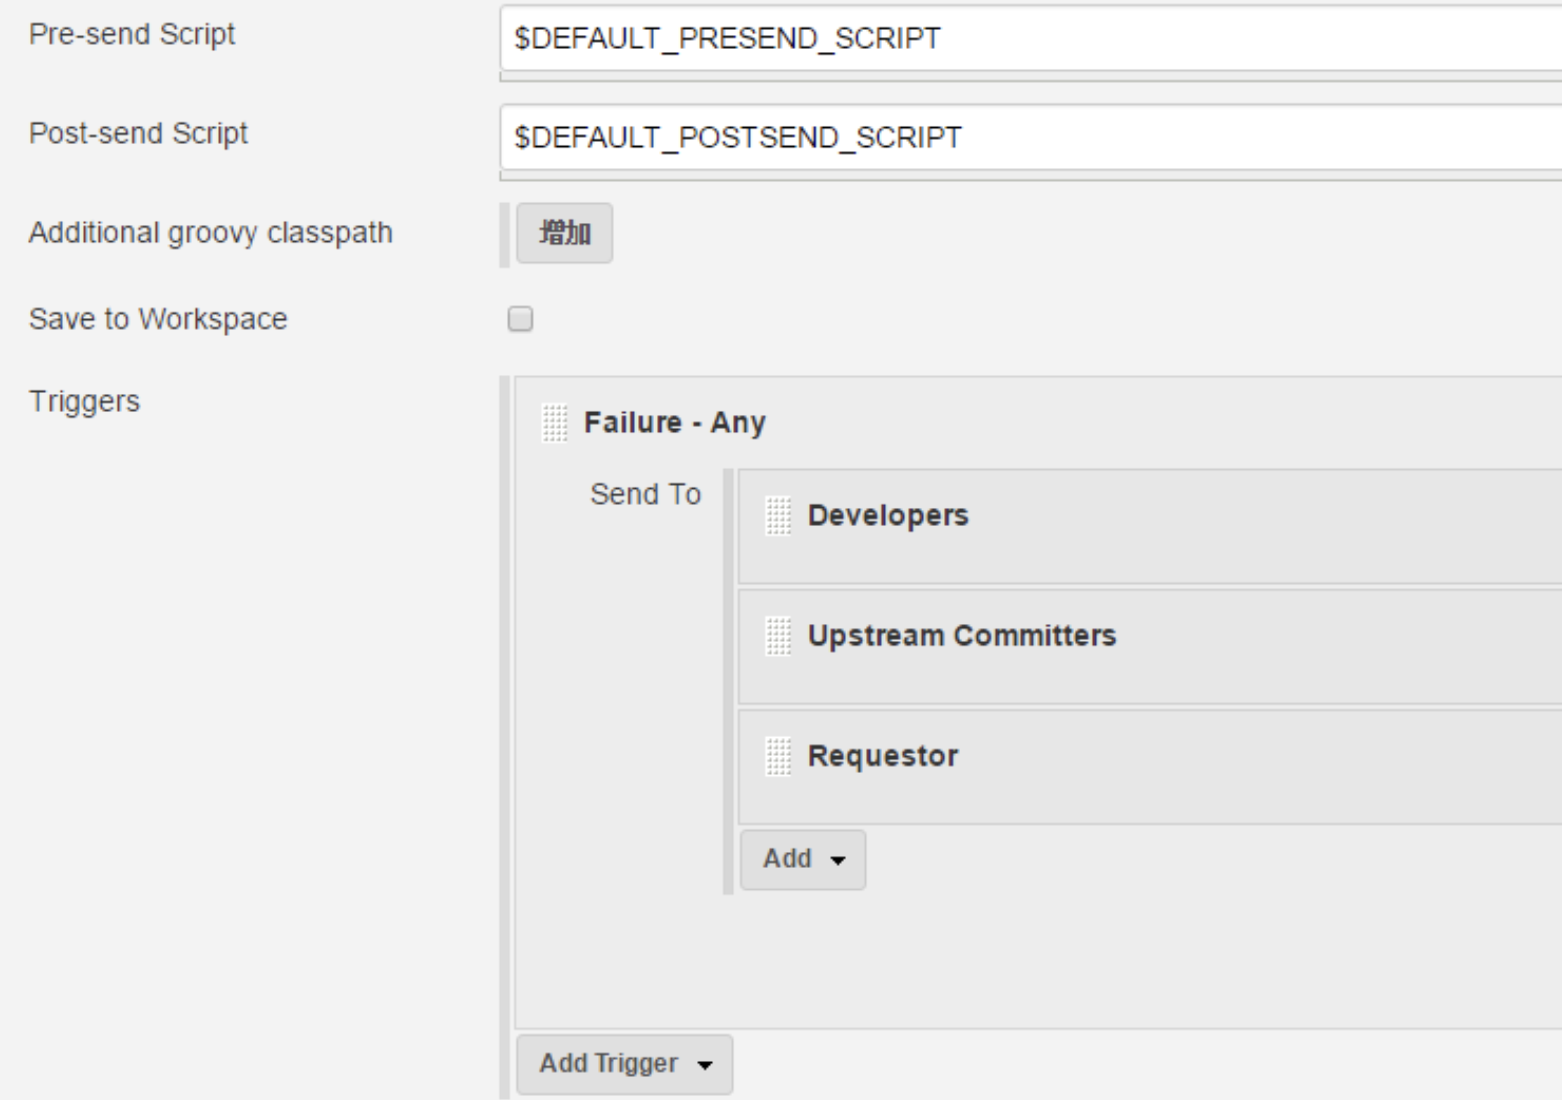 Pre-send Script
$DEFAULT_PRESEND_SCRIPT
Post-send Script
$DEFAULT_POSTSEND_SCRIPT
Additional groovy classpath
增加
Save to Workspace
Triggers
Failure - Any
Send To
Developers
Upstream Committers
Requestor
Add
Add Trigger